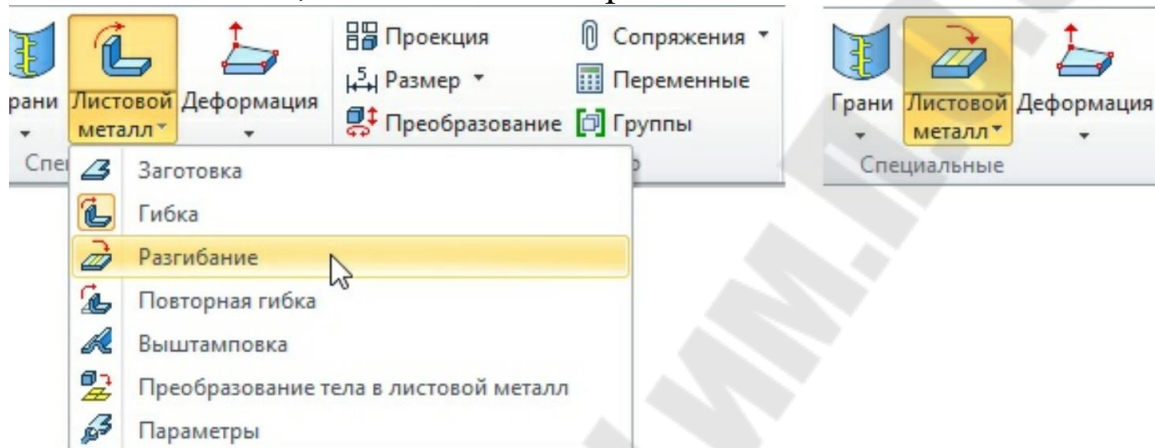 Проекция Сопряжения
Размер Переменные
Листовой металл Деформация Преобразование Группы
Заготовка
Гибка
Разгибание
Повторная гибка
Выштамповка
Преобразование тела в листовой металл
Параметры
Грани Листовой металл Деформация
Специальные